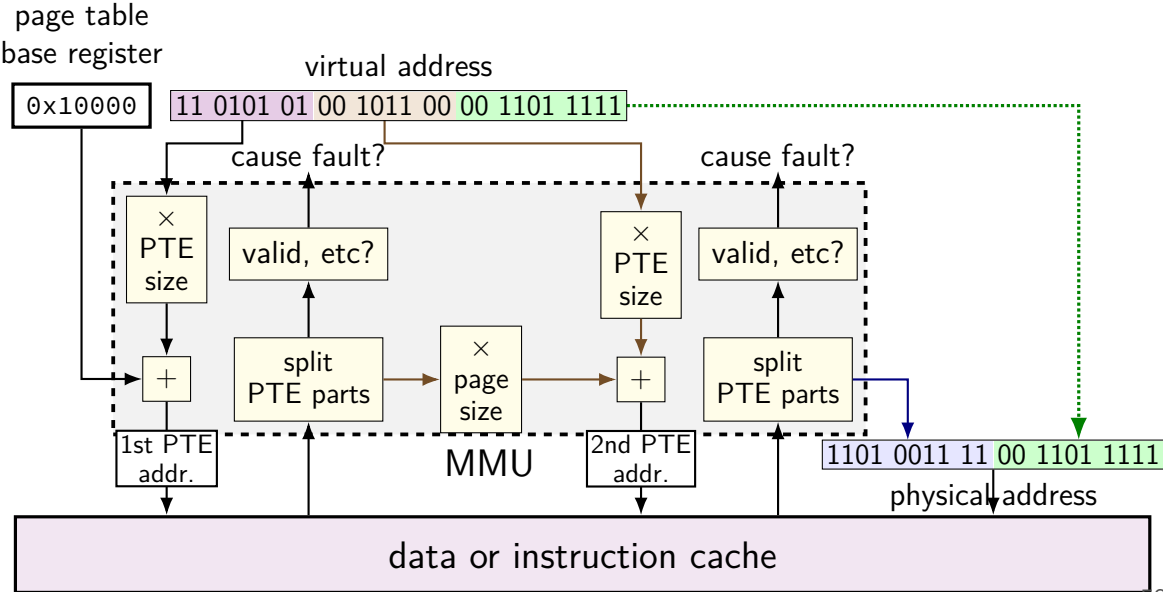 page table
base register
virtual address
0x10000
11 0101 01 00 1011 00 00 1101 1111
cause fault?
cause fault?
×
PTE
size
valid, etc?
×
PTE
size
valid, etc?
+
split
PTE parts
×
page
size
+
split
PTE parts
1st PTE
addr.
MMU
2nd PTE
addr.
1101 0011 11 00 1101 1111
physical address
data or instruction cache